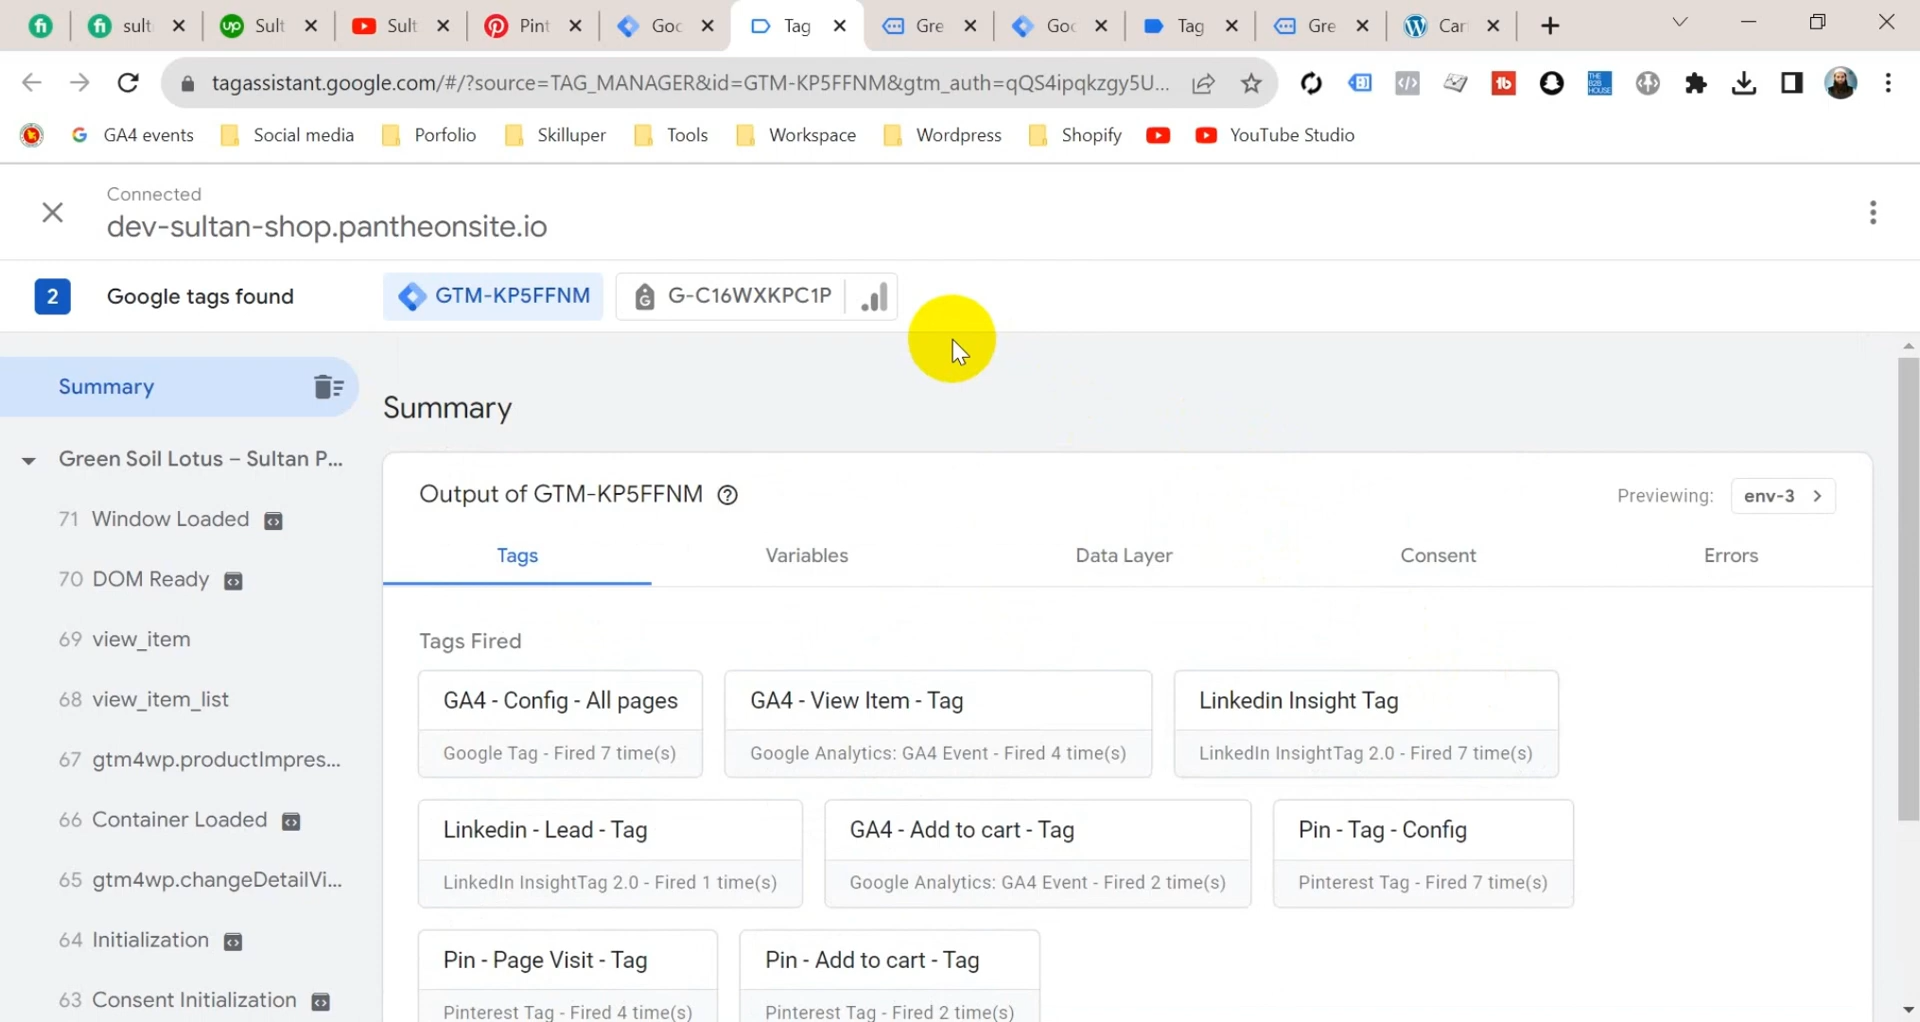 sult
Sult
Sult
Pint
Goc
Tag
Gre
Goc
Tag
Gre
Car
tagassistant.google.com/#/?source=TAG_MANAGER&id=GTM-KP5FFNM&gtm_auth=qQS4ipqkzgy5U...
GA4 events
Social media
Porfolio
Skilluper
Tools
Workspace
Wordpress
Shopify
YouTube Studio
Connected
dev-sultan-shop.pantheonsite.io
2 Google tags found
GTM-KP5FFNM
G-C16WXKPC1P
Summary
Green Soil Lotus – Sultan P...
71 Window Loaded
70 DOM Ready
69 view_item
68 view_item_list
67 gtm4wp.productImpres...
66 Container Loaded
65 gtm4wp.changeDetailVi...
64 Initialization
63 Consent Initialization
Summary
Output of GTM-KP5FFNM
Previewing: env-3
Tags
Variables
Data Layer
Consent
Errors
Tags Fired
GA4 - Config - All pages
Google Tag - Fired 7 time(s)
GA4 - View Item - Tag
Google Analytics: GA4 Event - Fired 4 time(s)
Linkedin Insight Tag
LinkedIn InsightTag 2.0 - Fired 7 time(s)
Linkedin - Lead - Tag
LinkedIn InsightTag 2.0 - Fired 1 time(s)
GA4 - Add to cart - Tag
Google Analytics: GA4 Event - Fired 2 time(s)
Pin - Tag - Config
Pinterest Tag - Fired 7 time(s)
Pin - Page Visit - Tag
Pinterest Tag - Fired 4 time(s)
Pin - Add to cart - Tag
Pinterest Tag - Fired 2 time(s)